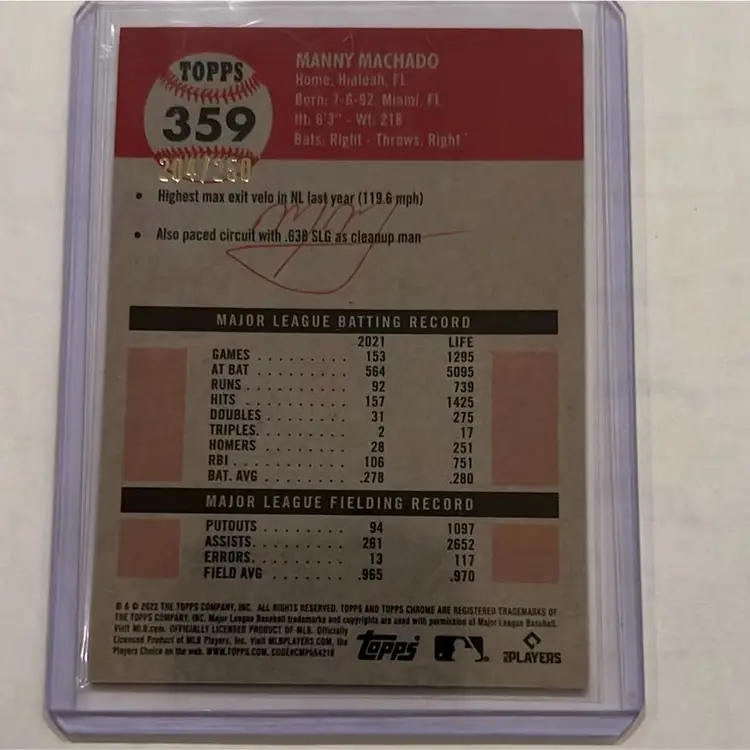 TOPPS
359
204/250
MANNY MACHADO
Home: Hialeah, FL
Born: 7-6-92, Miami, FL
Ht: 6'3" - Wt: 218
Bats: Right - Throws: Right
• Highest max exit velo in NL last year (119.6 mph)
• Also paced circuit with .638 SLG as cleanup man
MAJOR LEAGUE BATTING RECORD
2021 LIFE
GAMES . . . . . . . . . 153 1295
AT BAT . . . . . . . . . 564 5095
RUNS . . . . . . . . . 92 739
HITS . . . . . . . . . 157 1425
DOUBLES . . . . . . . . 31 275
TRIPLES. . . . . . . . . 2 17
HOMERS . . . . . . . . 28 251
RBI . . . . . . . . . . 106 751
BAT. AVG . . . . . . . . .278 .280
MAJOR LEAGUE FIELDING RECORD
PUTOUTS . . . . . . . . 94 1097
ASSISTS. . . . . . . . . 261 2652
ERRORS. . . . . . . . . 13 117
FIELD AVG . . . . . . . .965 .970
® & © 2022 THE TOPPS COMPANY, INC. ALL RIGHTS RESERVED. TOPPS AND TOPPS CHROME ARE REGISTERED TRADEMARKS OF
THE TOPPS COMPANY, INC. Major League Baseball trademarks and copyrights are used with permission of Major League Baseball.
Visit MLB.com. OFFICIALLY LICENSED PRODUCT OF MLB. Officially
Licensed Product of MLB Players, Inc. Visit MLBPLAYERS.COM, the
Players Choice on the web. WWW.TOPPS.COM. CODE#CMP064218
Topps
MLB PLAYERS